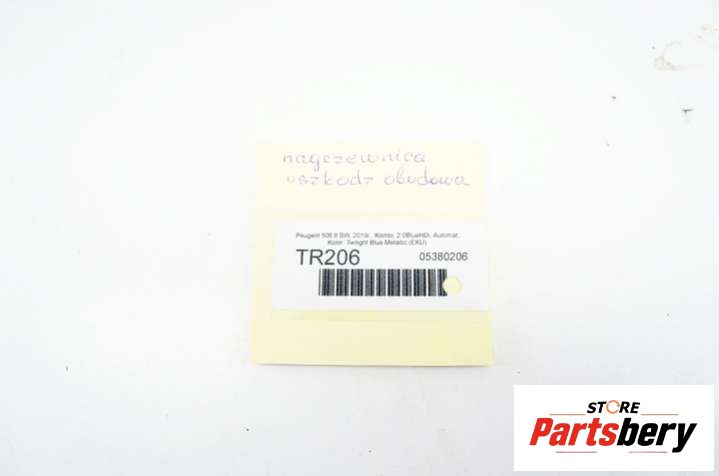 nagrzewnica
uszkodz obudowa
Peugeot 508 II SW, 2019r., Kombi, 2.0BlueHDi, Automat,
Kolor: Twilight Blue Metallic (EKU)
TR206 05380206
STORE
Partsbery